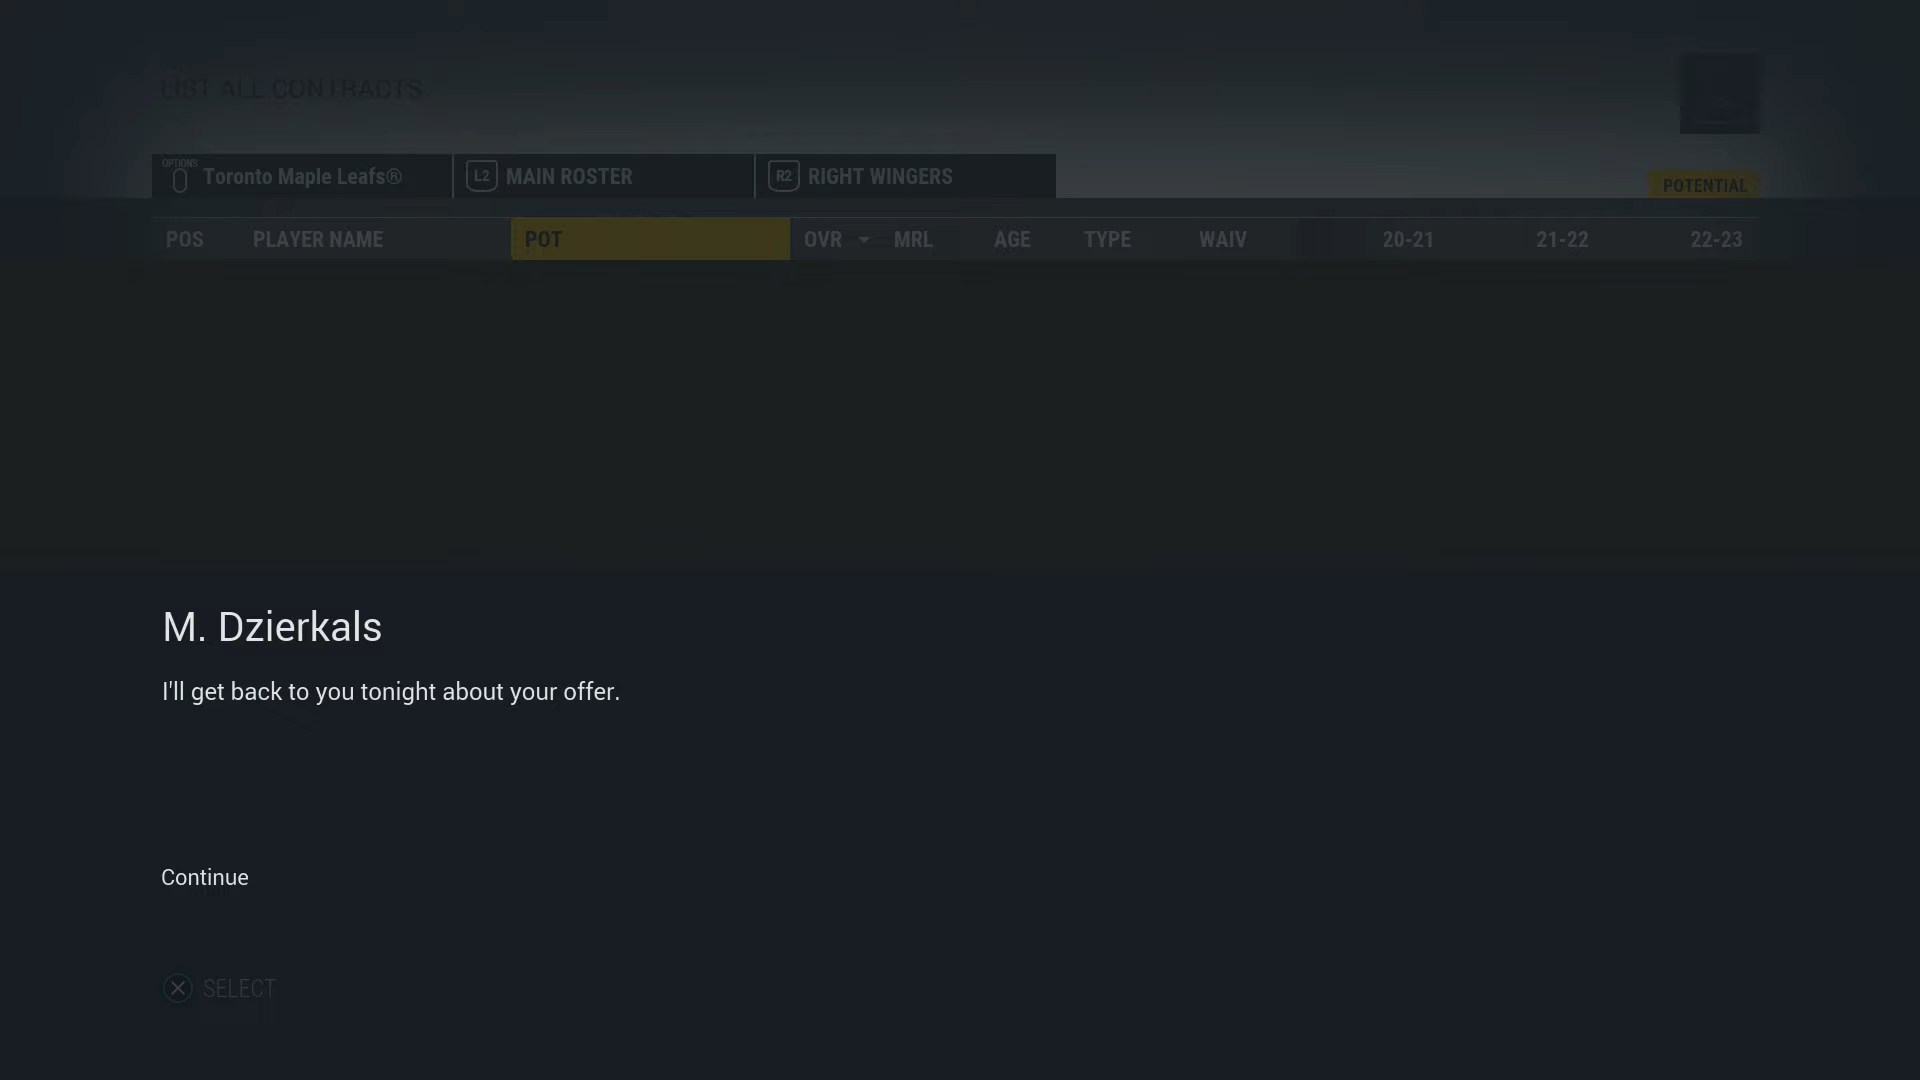 LIST ALL CONTRACTS
OPTIONS Toronto Maple Leafs® L2 MAIN ROSTER R2 RIGHT WINGERS
POTENTIAL
POS PLAYER NAME POT OVR MRL AGE TYPE WAIV 20-21 21-22 22-23
M. Dzierkals
I'll get back to you tonight about your offer.
Continue
SELECT